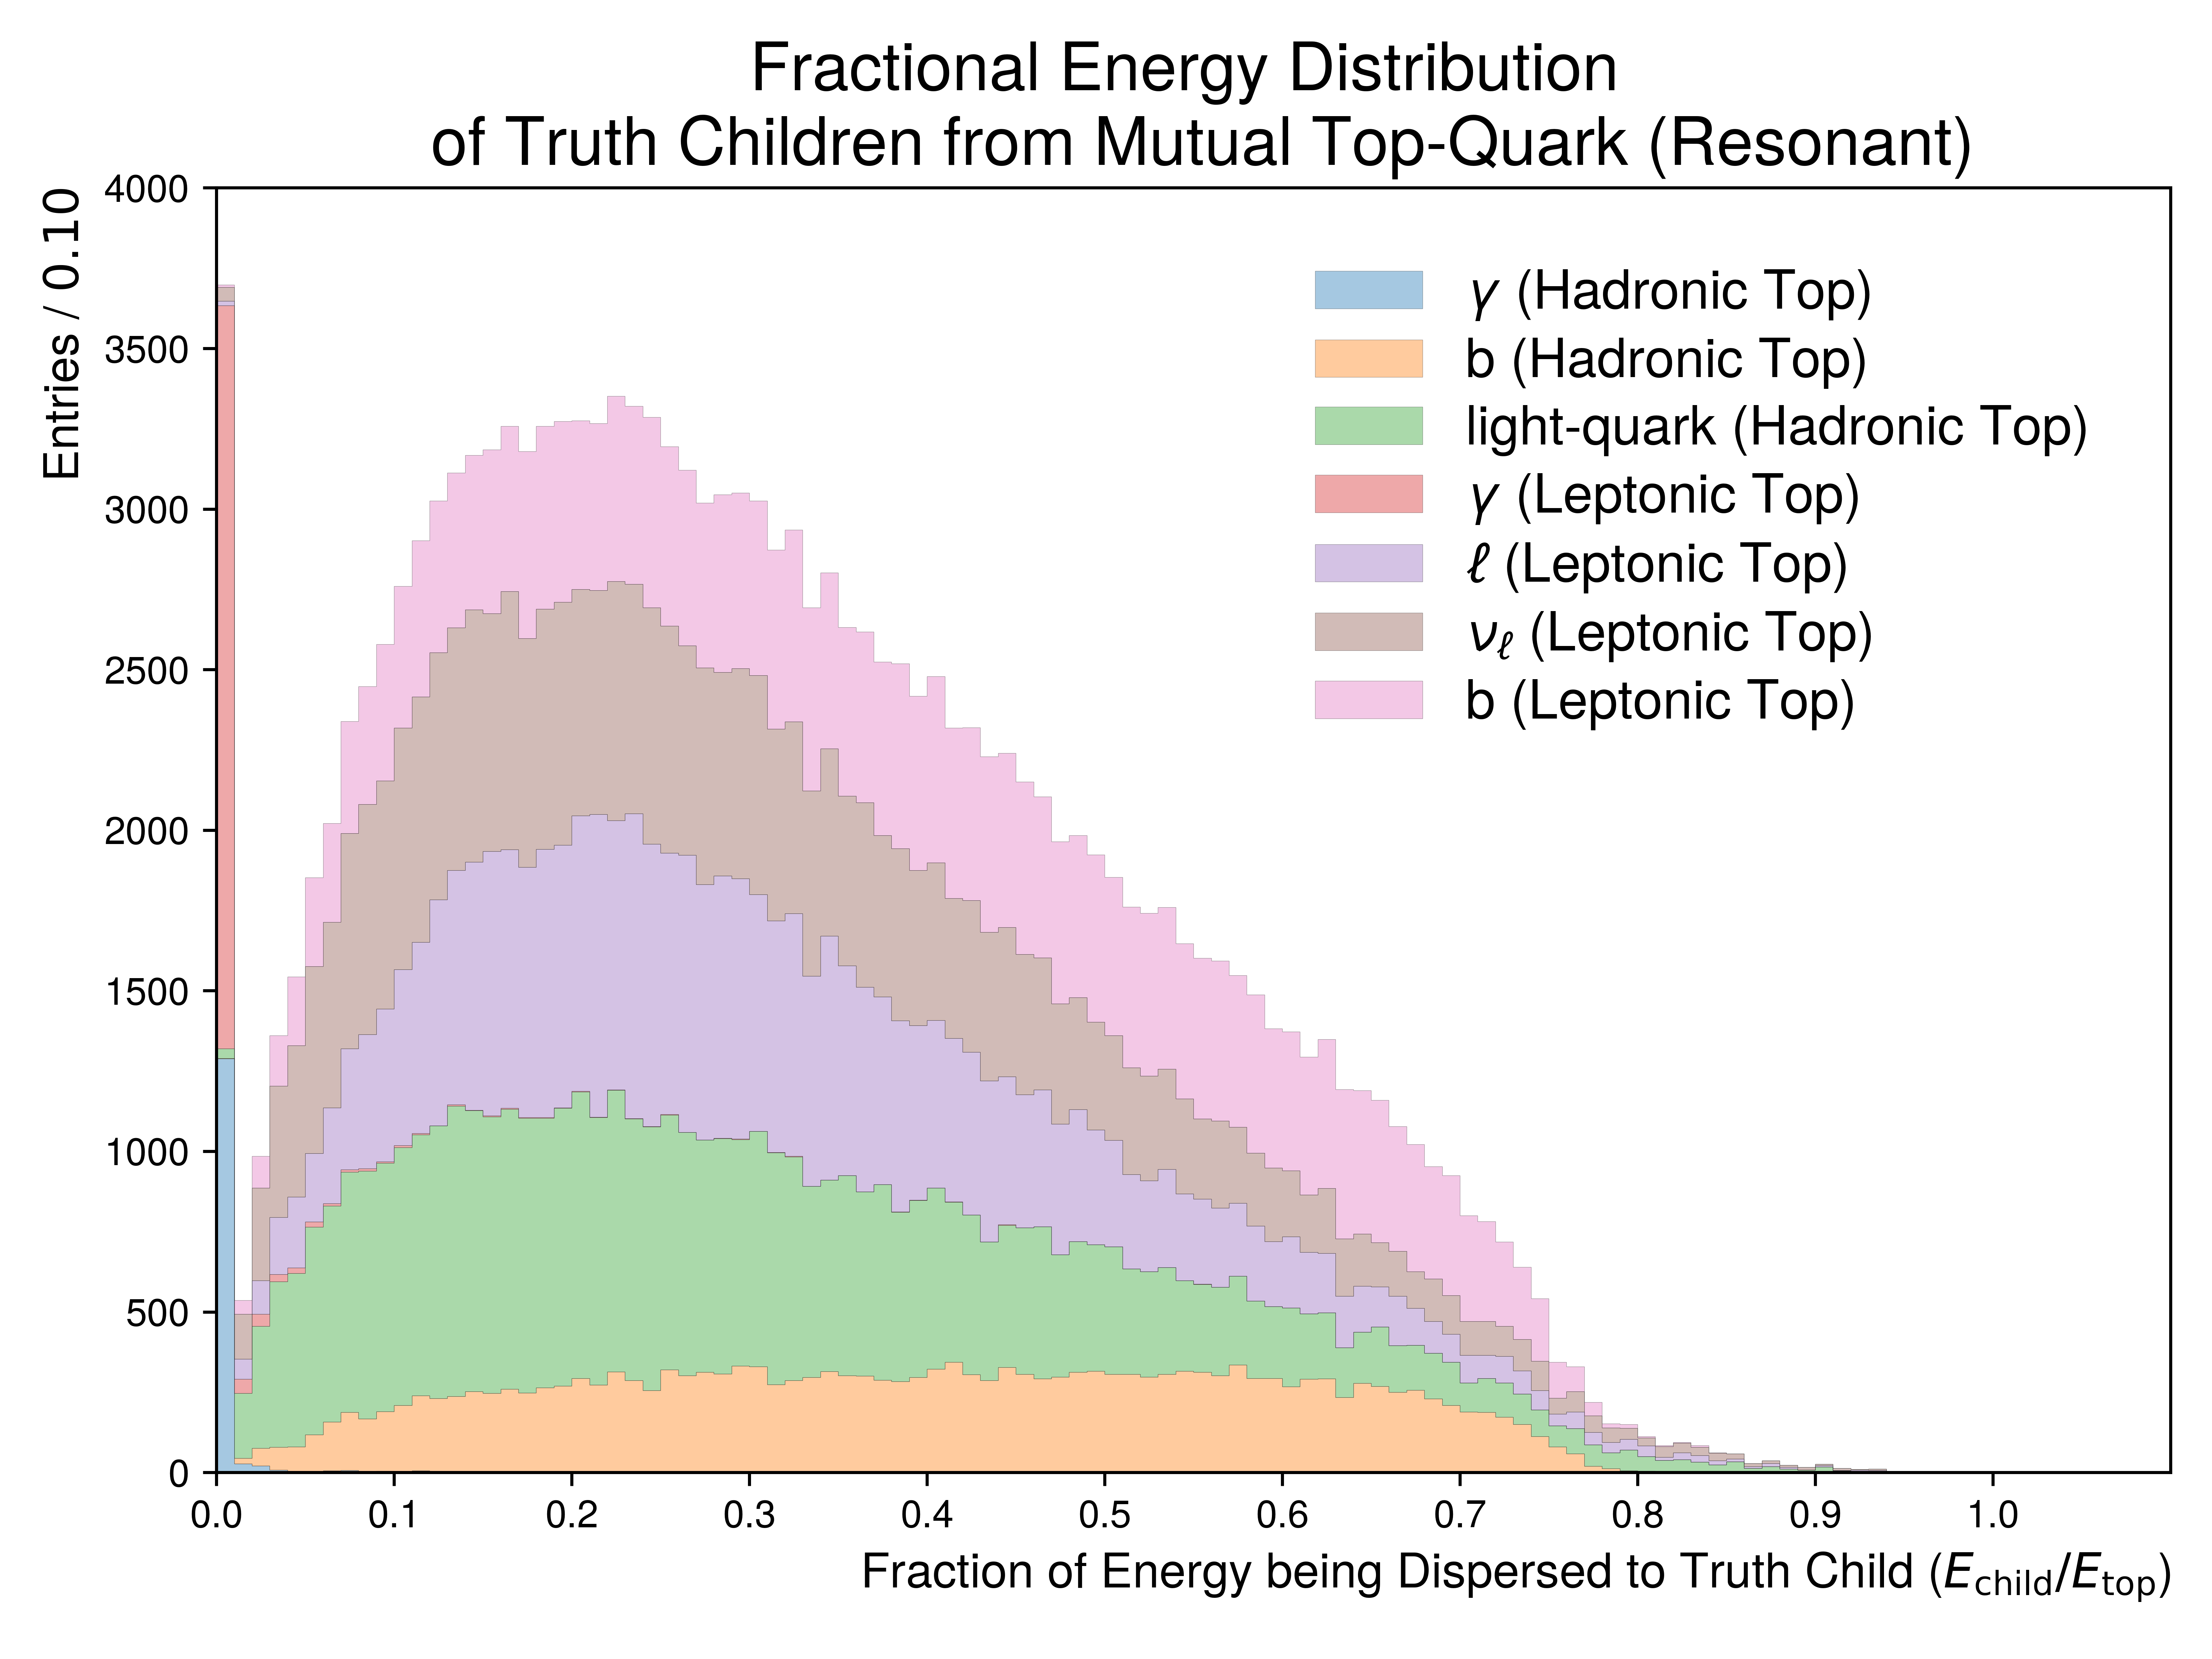 Fractional Energy Distribution
of Truth Children from Mutual Top-Quark (Resonant)
Entries / 0.10
4000
3500
3000
2500
2000
1500
1000
500
0
γ (Hadronic Top)
b (Hadronic Top)
light-quark (Hadronic Top)
γ (Leptonic Top)
ℓ (Leptonic Top)
νℓ (Leptonic Top)
b (Leptonic Top)
0.0 0.1 0.2 0.3 0.4 0.5 0.6 0.7 0.8 0.9 1.0
Fraction of Energy being Dispersed to Truth Child (Echild/Etop)